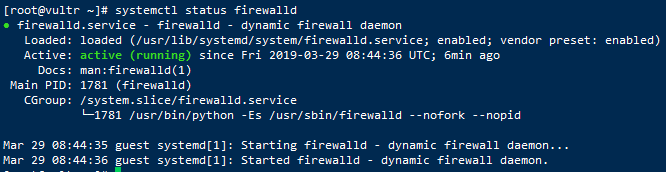 [root@vultr ~]# systemctl status firewalld
● firewalld.service - firewalld - dynamic firewall daemon
   Loaded: loaded (/usr/lib/systemd/system/firewalld.service; enabled; vendor preset: enabled)
   Active: active (running) since Fri 2019-03-29 08:44:36 UTC; 6min ago
     Docs: man:firewalld(1)
 Main PID: 1781 (firewalld)
   CGroup: /system.slice/firewalld.service
           └─1781 /usr/bin/python -Es /usr/sbin/firewalld --nofork --nopid
Mar 29 08:44:35 guest systemd[1]: Starting firewalld - dynamic firewall daemon...
Mar 29 08:44:36 guest systemd[1]: Started firewalld - dynamic firewall daemon.